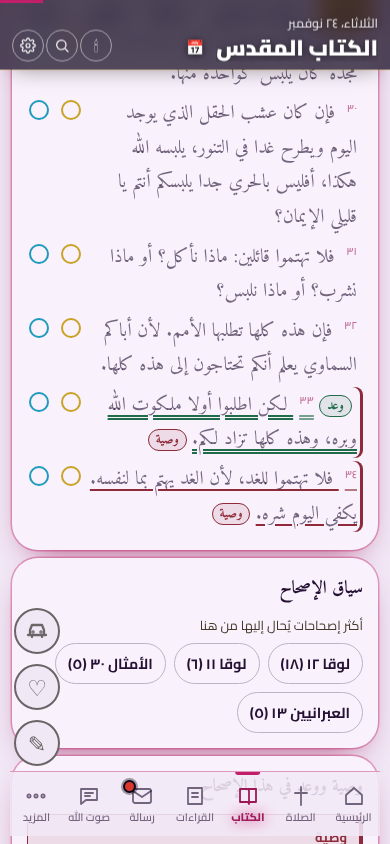 الثلاثاء، ٢٤ نوفمبر
الكتاب المقدس 📅
مجده كان يلبس كواحدة منها.
٣٠ فإن كان عشب الحقل الذي يوجد
اليوم ويطرح غدا في التنور، يلبسه الله
هكذا، أفليس بالحري جدا يلبسكم أنتم يا
قليلي الإيمان؟
٣١ فلا تهتموا قائلين: ماذا نأكل؟ أو ماذا
نشرب؟ أو ماذا نلبس؟
٣٢ فإن هذه كلها تطلبها الأمم. لأن أباكم
السماوي يعلم أنكم تحتاجون إلى هذه كلها.
وعد ٣٣ لكن اطلبوا أولا ملكوت الله
وبره، وهذه كلها تزاد لكم. وصية
٣٤ فلا تهتموا للغد، لأن الغد يهتم بما لنفسه.
يكفي اليوم شره. وصية
سياق الإصحاح
أكثر إصحاحات يُحال إليها من هنا
لوقا ١٢ (١٨)
لوقا ١١ (٦)
الأمثال ٣٠ (٥)
العبرانيين ١٣ (٥)
وصية ووعد في هذا الإصحاح
الرئيسية
الصلاة
الكتاب
القراءات
رسالة
صوت الله
المزيد
وصية